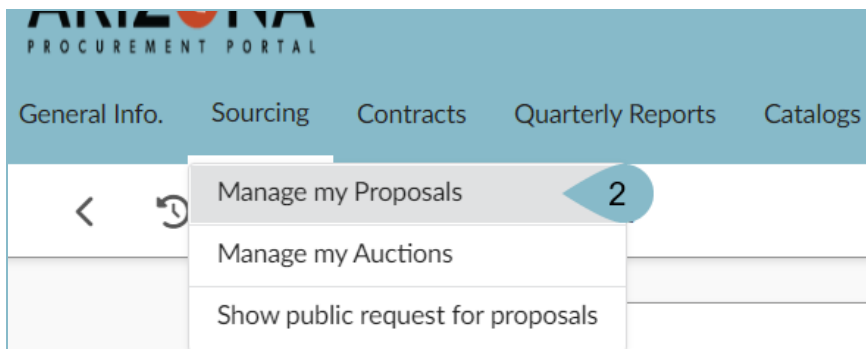 ARIZONA
PROCUREMENT PORTAL
General Info. Sourcing Contracts Quarterly Reports Catalogs
Manage my Proposals 2
Manage my Auctions
Show public request for proposals